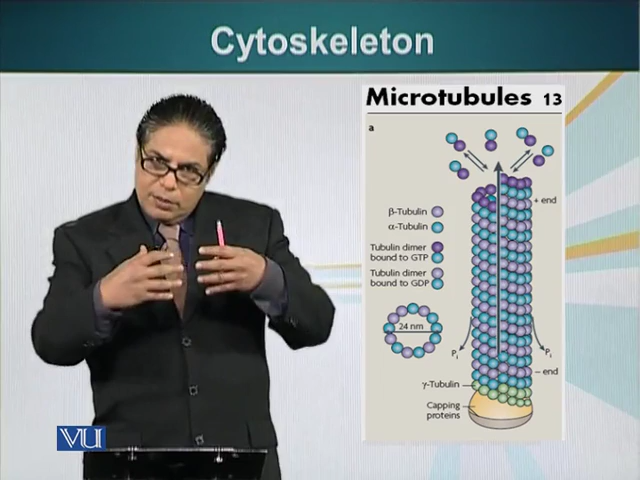 Cytoskeleton
Microtubules 13
a
+ end
β-Tubulin
α-Tubulin
Tubulin dimer
bound to GTP
Tubulin dimer
bound to GDP
24 nm
Pi
Pi
– end
γ-Tubulin
Capping
proteins
VU